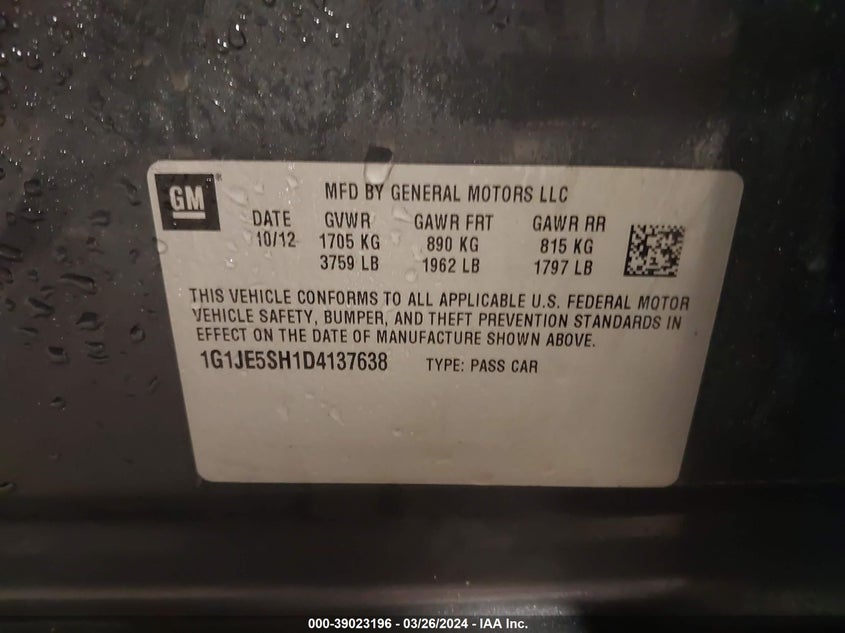 GM ®
MFD BY GENERAL MOTORS LLC
DATE GVWR GAWR FRT GAWR RR
10/12 1705 KG 890 KG 815 KG
3759 LB 1962 LB 1797 LB
THIS VEHICLE CONFORMS TO ALL APPLICABLE U.S. FEDERAL MOTOR
VEHICLE SAFETY, BUMPER, AND THEFT PREVENTION STANDARDS IN
EFFECT ON THE DATE OF MANUFACTURE SHOWN ABOVE.
1G1JE5SH1D4137638 TYPE: PASS CAR
000-39023196 - 03/26/2024 - IAA Inc.